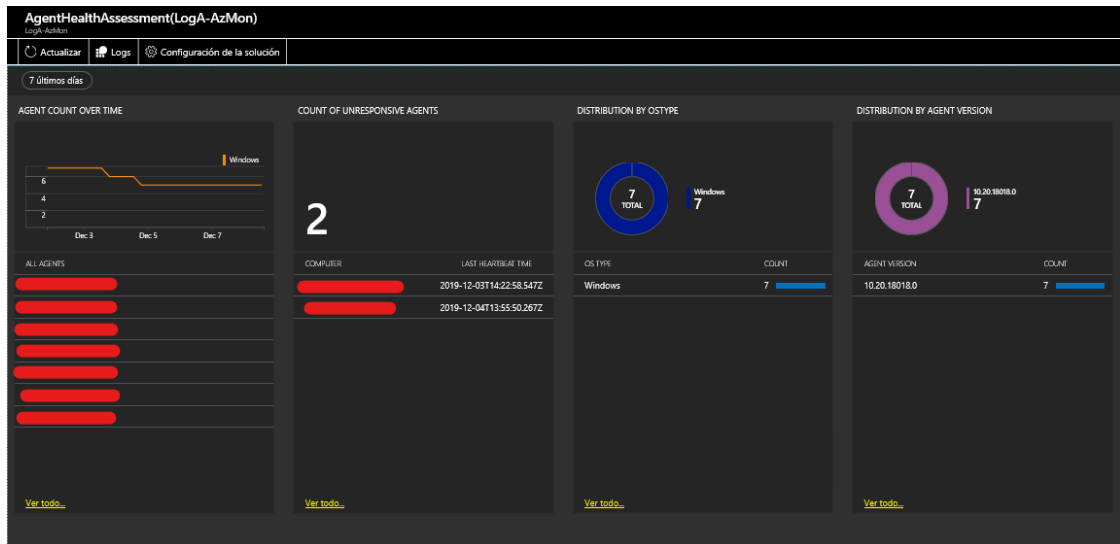 AgentHealthAssessment(LogA-AzMon)
LogA-AzMon
Actualizar Logs Configuración de la solución
7 últimos días
AGENT COUNT OVER TIME
Windows
6
4
2
Dec 3 Dec 5 Dec 7
ALL AGENTS
Ver todo...
COUNT OF UNRESPONSIVE AGENTS
2
COMPUTER LAST HEARTBEAT TIME
2019-12-03T14:22:58.547Z
2019-12-04T13:55:50.267Z
Ver todo...
DISTRIBUTION BY OSTYPE
7
TOTAL
Windows
7
OS TYPE COUNT
Windows 7
Ver todo...
DISTRIBUTION BY AGENT VERSION
7
TOTAL
10.20.18018.0
7
AGENT VERSION COUNT
10.20.18018.0 7
Ver todo...